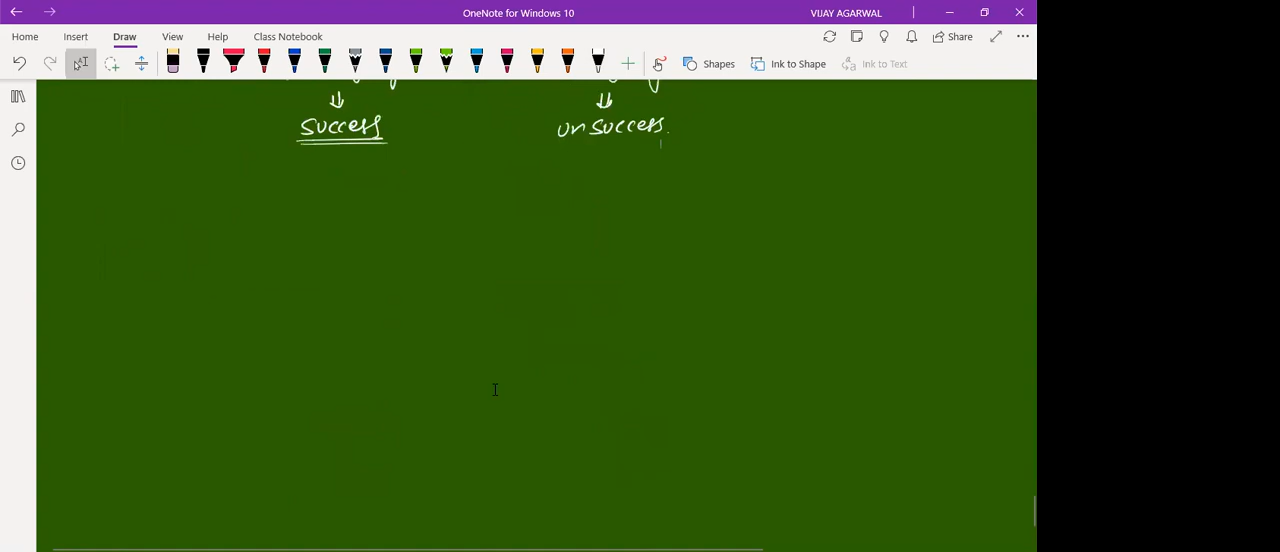 OneNote for Windows 10
VIJAY AGARWAL
Home Insert Draw View Help Class Notebook
Share
Shapes Ink to Shape Ink to Text
⇓ ⇓
success unsuccess.